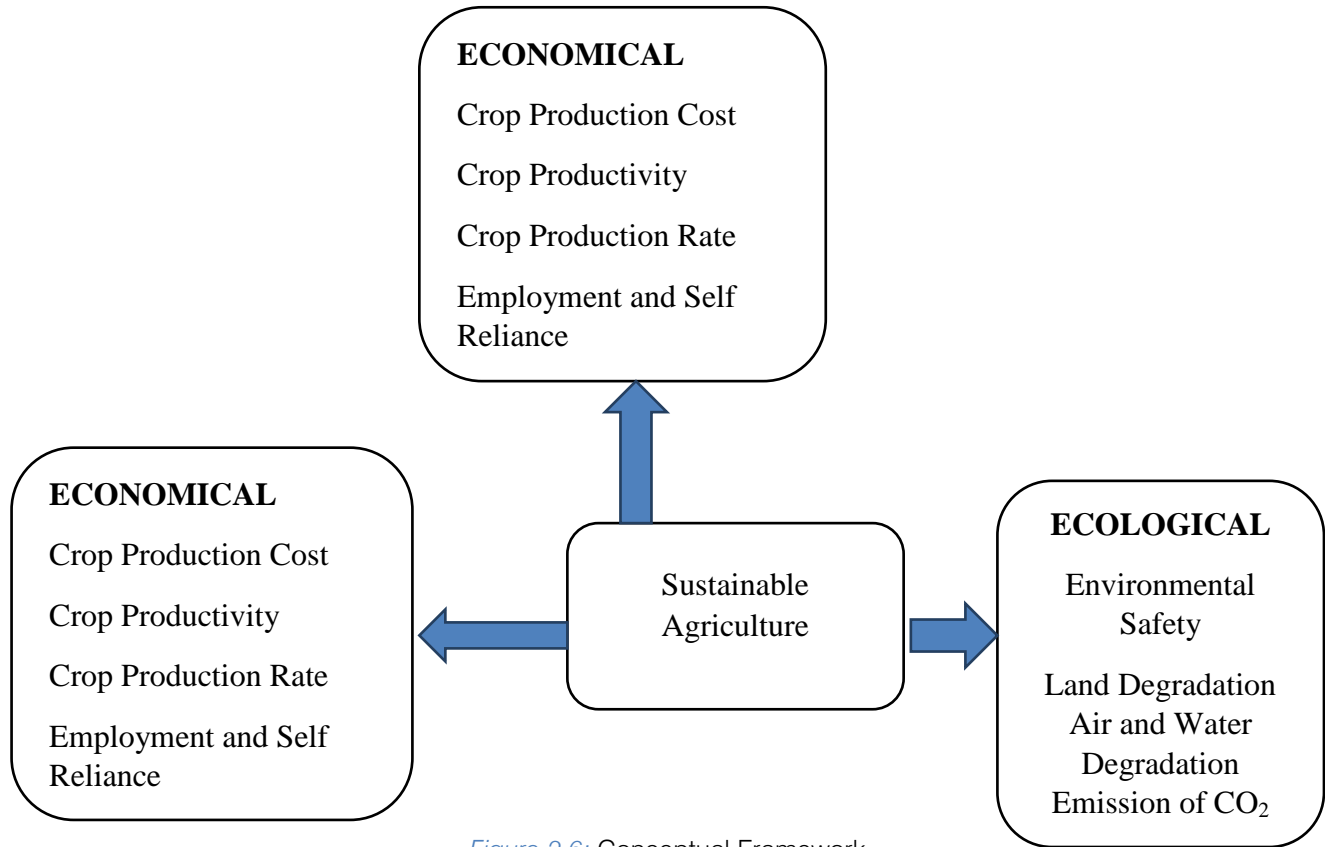 ECONOMICAL
Crop Production Cost
Crop Productivity
Crop Production Rate
Employment and Self
Reliance
ECONOMICAL
Crop Production Cost
Crop Productivity
Crop Production Rate
Employment and Self
Reliance
Sustainable
Agriculture
ECOLOGICAL
Environmental
Safety
Land Degradation
Air and Water
Degradation
Emission of CO₂
Figure 2.6: Conceptual Framework